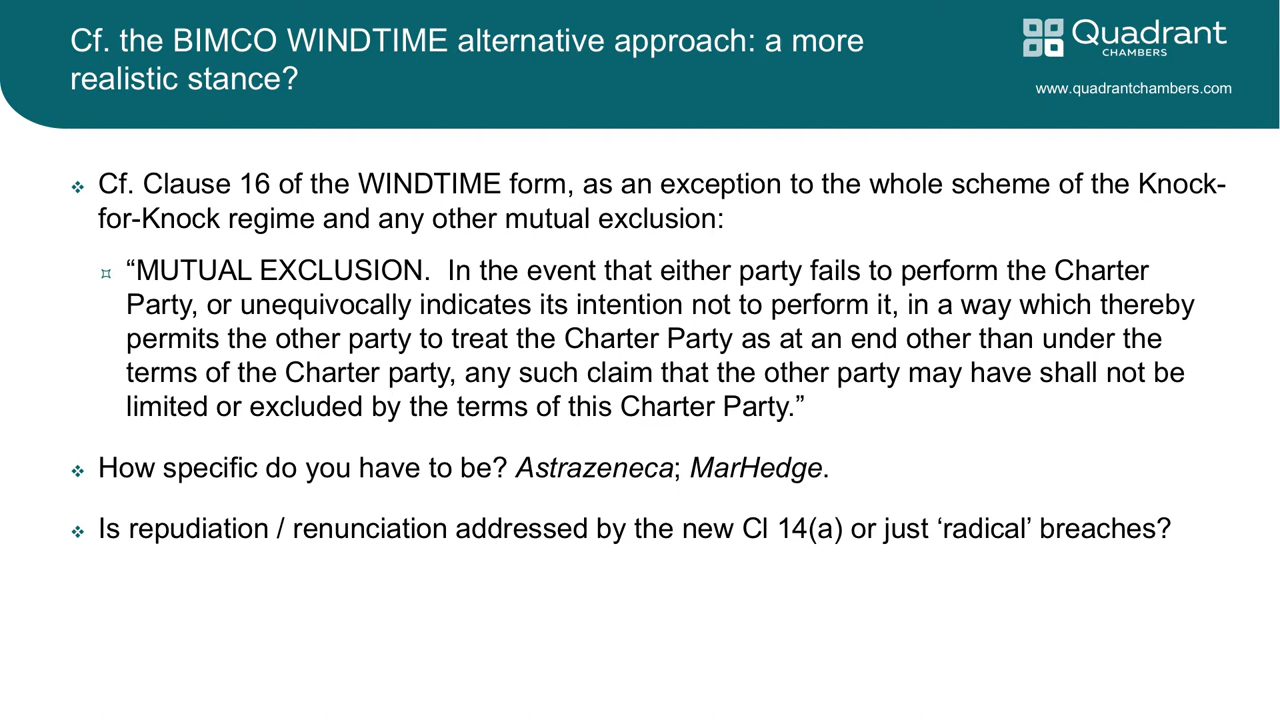 Cf. the BIMCO WINDTIME alternative approach: a more
realistic stance?
Quadrant
CHAMBERS
www.quadrantchambers.com
Cf. Clause 16 of the WINDTIME form, as an exception to the whole scheme of the Knock-
for-Knock regime and any other mutual exclusion:
“MUTUAL EXCLUSION.  In the event that either party fails to perform the Charter
Party, or unequivocally indicates its intention not to perform it, in a way which thereby
permits the other party to treat the Charter Party as at an end other than under the
terms of the Charter party, any such claim that the other party may have shall not be
limited or excluded by the terms of this Charter Party.”
How specific do you have to be? Astrazeneca; MarHedge.
Is repudiation / renunciation addressed by the new Cl 14(a) or just ‘radical’ breaches?